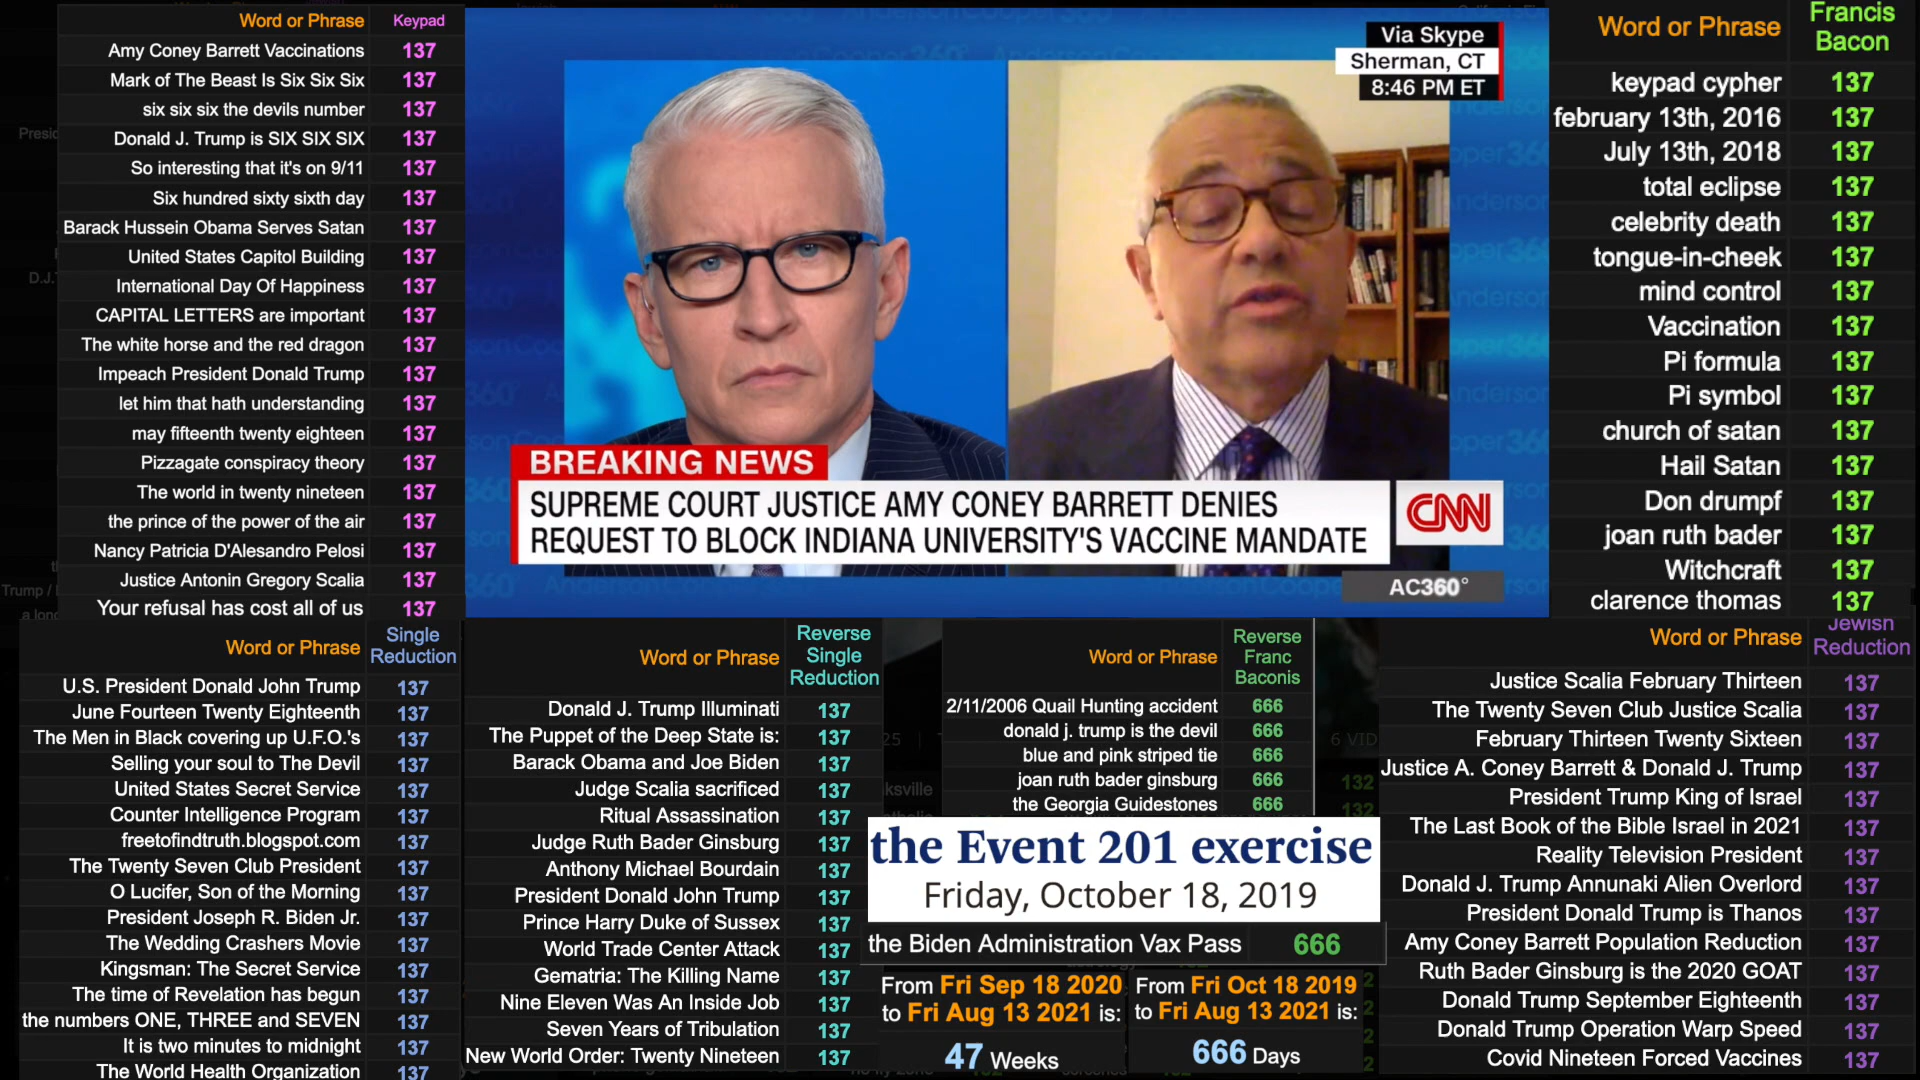 Word or Phrase Keypad
Amy Coney Barrett Vaccinations 137
Mark of The Beast Is Six Six Six 137
six six six the devils number 137
Donald J. Trump is SIX SIX SIX 137
So interesting that it's on 9/11 137
Six hundred sixty sixth day 137
Barack Hussein Obama Serves Satan 137
United States Capitol Building 137
International Day Of Happiness 137
CAPITAL LETTERS are important 137
The white horse and the red dragon 137
Impeach President Donald Trump 137
let him that hath understanding 137
may fifteenth twenty eighteen 137
Pizzagate conspiracy theory 137
The world in twenty nineteen 137
the prince of the power of the air 137
Nancy Patricia D'Alesandro Pelosi 137
Justice Antonin Gregory Scalia 137
Your refusal has cost all of us 137
Via Skype
Sherman, CT
8:46 PM ET
BREAKING NEWS
SUPREME COURT JUSTICE AMY CONEY BARRETT DENIES
REQUEST TO BLOCK INDIANA UNIVERSITY'S VACCINE MANDATE
CNN
AC360°
Word or Phrase Francis Bacon
keypad cypher 137
february 13th, 2016 137
July 13th, 2018 137
total eclipse 137
celebrity death 137
tongue-in-cheek 137
mind control 137
Vaccination 137
Pi formula 137
Pi symbol 137
church of satan 137
Hail Satan 137
Don drumpf 137
joan ruth bader 137
Witchcraft 137
clarence thomas 137
Word or Phrase Single Reduction
U.S. President Donald John Trump 137
June Fourteen Twenty Eighteenth 137
The Men in Black covering up U.F.O.'s 137
Selling your soul to The Devil 137
United States Secret Service 137
Counter Intelligence Program 137
freetofindtruth.blogspot.com 137
The Twenty Seven Club President 137
O Lucifer, Son of the Morning 137
President Joseph R. Biden Jr. 137
The Wedding Crashers Movie 137
Kingsman: The Secret Service 137
The time of Revelation has begun 137
the numbers ONE, THREE and SEVEN 137
It is two minutes to midnight 137
The World Health Organization 137
Word or Phrase Reverse Single Reduction
Donald J. Trump Illuminati 137
The Puppet of the Deep State is: 137
Barack Obama and Joe Biden 137
Judge Scalia sacrificed 137
Ritual Assassination 137
Judge Ruth Bader Ginsburg 137
Anthony Michael Bourdain 137
President Donald John Trump 137
Prince Harry Duke of Sussex 137
World Trade Center Attack 137
Gematria: The Killing Name 137
Nine Eleven Was An Inside Job 137
Seven Years of Tribulation 137
New World Order: Twenty Nineteen 137
Word or Phrase Reverse Franc Baconis
2/11/2006 Quail Hunting accident 666
donald j. trump is the devil 666
blue and pink striped tie 666
joan ruth bader ginsburg 666
the Georgia Guidestones 666
the Event 201 exercise
Friday, October 18, 2019
the Biden Administration Vax Pass 666
From Fri Sep 18 2020
to Fri Aug 13 2021 is:
47 Weeks
From Fri Oct 18 2019
to Fri Aug 13 2021 is:
666 Days
Word or Phrase Jewish Reduction
Justice Scalia February Thirteen 137
The Twenty Seven Club Justice Scalia 137
February Thirteen Twenty Sixteen 137
Justice A. Coney Barrett & Donald J. Trump 137
President Trump King of Israel 137
The Last Book of the Bible Israel in 2021 137
Reality Television President 137
Donald J. Trump Annunaki Alien Overlord 137
President Donald Trump is Thanos 137
Amy Coney Barrett Population Reduction 137
Ruth Bader Ginsburg is the 2020 GOAT 137
Donald Trump September Eighteenth 137
Donald Trump Operation Warp Speed 137
Covid Nineteen Forced Vaccines 137